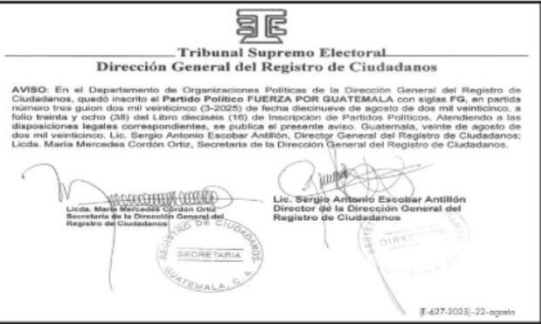 Tribunal Supremo Electoral
Dirección General del Registro de Ciudadanos
AVISO: En el Departamento de Organizaciones Políticas de la Dirección General del Registro de
Ciudadanos, quedó inscrito el Partido Político FUERZA POR GUATEMALA con siglas FG, en partida
número tres guion dos mil veinticinco (3-2025) de fecha diecinueve de agosto de dos mil veinticinco, a
folio treinta y ocho (38) del Libro dieciséis (16) de Inscripción de Partidos Políticos. Atendiendo a las
disposiciones legales correspondientes, se publica el presente aviso. Guatemala, veinte de agosto de
dos mil veinticinco. Lic. Sergio Antonio Escobar Antillón, Director General del Registro de Ciudadanos;
Licda. María Mercedes Cordón Ortiz, Secretaria de la Dirección General del Registro de Ciudadanos.
Licda. María Mercedes Cordón Ortiz
Secretaria de la Dirección General del
Registro de Ciudadanos
Lic. Sergio Antonio Escobar Antillón
Director de la Dirección General del
Registro de Ciudadanos
REGISTRO DE CIUDADANOS
SECRETARIA
GUATEMALA, C. A.
DIRECCION
(E-627-2025)-22-agosto